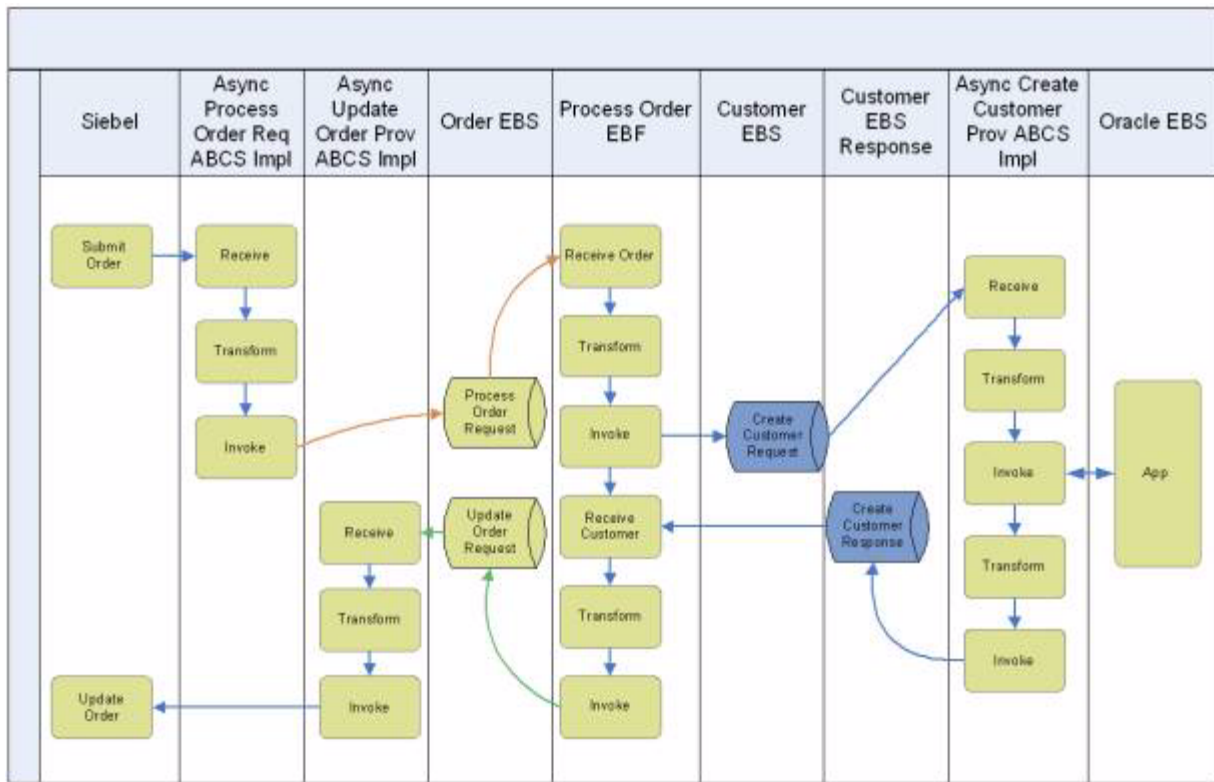 Siebel
Async
Process
Order Req
ABCS Impl
Async
Update
Order Prov
ABCS Impl
Order EBS
Process Order
EBF
Customer
EBS
Customer
EBS
Response
Async Create
Customer
Prov ABCS
Impl
Oracle EBS
Submit
Order
Receive
Transform
Invoke
Receive
Transform
Invoke
Process
Order
Request
Update
Order
Request
Receive Order
Transform
Invoke
Receive
Customer
Transform
Invoke
Create
Customer
Request
Create
Customer
Response
Receive
Transform
Invoke
Transform
Invoke
App
Update
Order